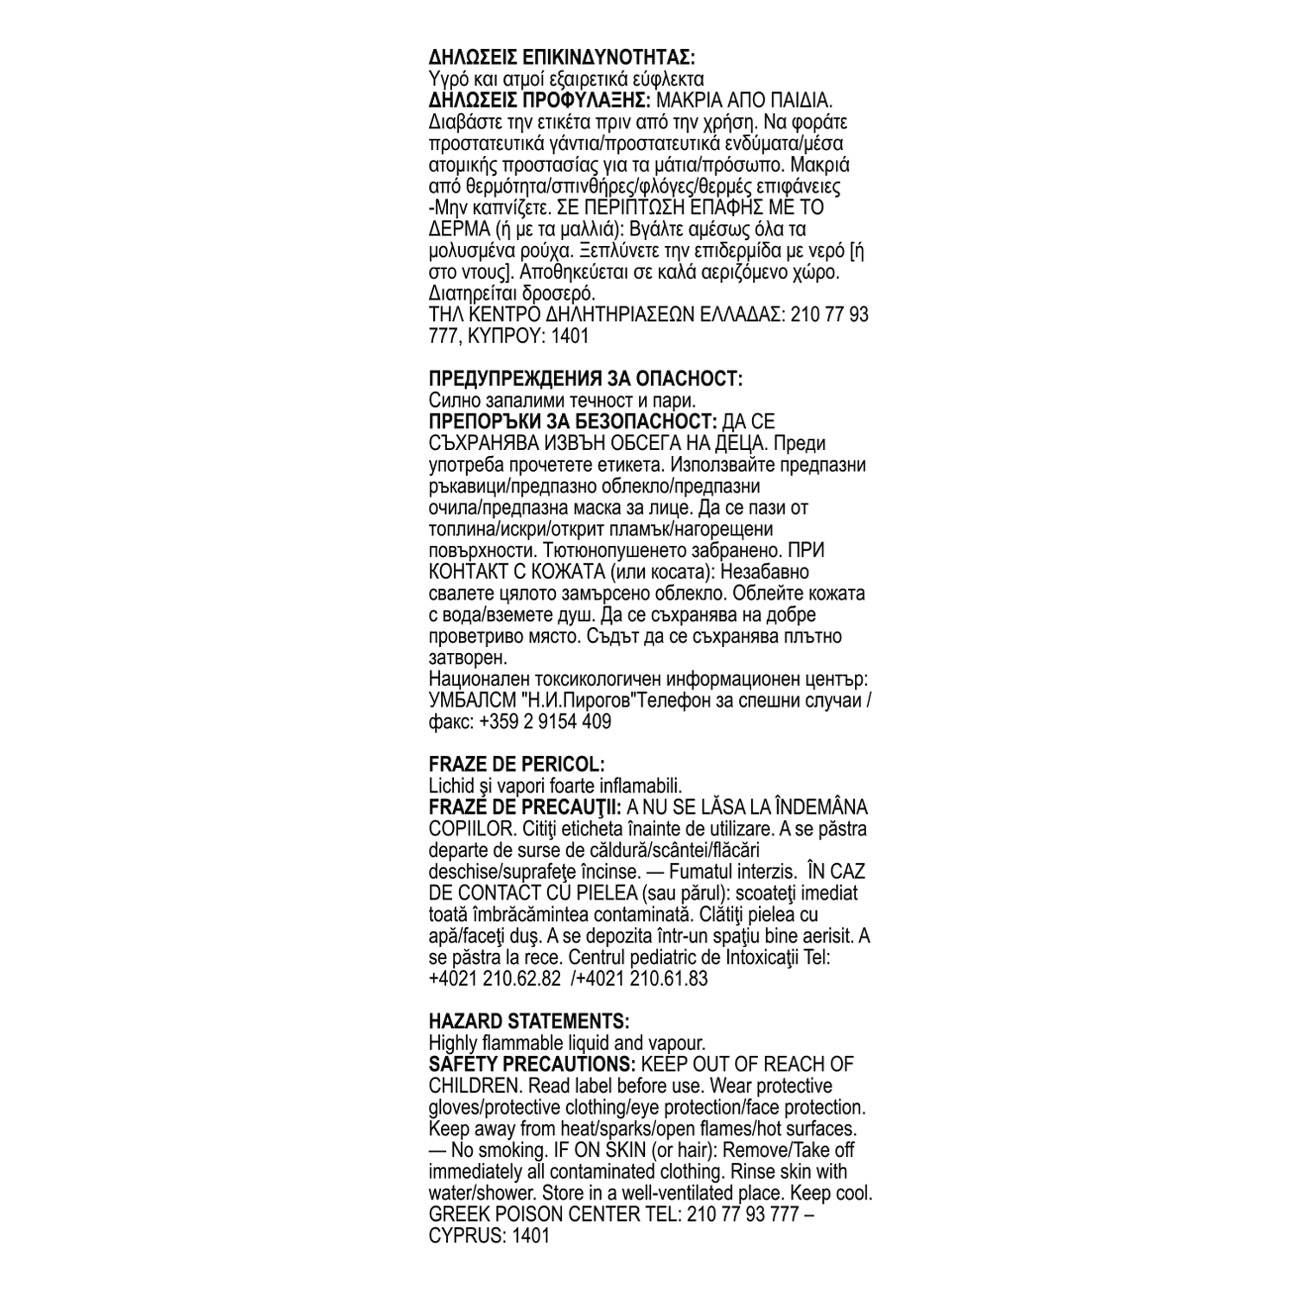 ΔΗΛΩΣΕΙΣ ΕΠΙΚΙΝΔΥΝΟΤΗΤΑΣ:
Υγρό και ατμοί εξαιρετικά εύφλεκτα
ΔΗΛΩΣΕΙΣ ΠΡΟΦΥΛΑΞΗΣ: ΜΑΚΡΙΑ ΑΠΟ ΠΑΙΔΙΑ.
Διαβάστε την ετικέτα πριν από την χρήση. Να φοράτε
προστατευτικά γάντια/προστατευτικά ενδύματα/μέσα
ατομικής προστασίας για τα μάτια/πρόσωπο. Μακριά
από θερμότητα/σπινθήρες/φλόγες/θερμές επιφάνειες
-Μην καπνίζετε. ΣΕ ΠΕΡΙΠΤΩΣΗ ΕΠΑΦΗΣ ΜΕ ΤΟ
ΔΕΡΜΑ (ή με τα μαλλιά): Βγάλτε αμέσως όλα τα
μολυσμένα ρούχα. Ξεπλύνετε την επιδερμίδα με νερό [ή
στο ντους]. Αποθηκεύεται σε καλά αεριζόμενο χώρο.
Διατηρείται δροσερό.
ΤΗΛ ΚΕΝΤΡΟ ΔΗΛΗΤΗΡΙΑΣΕΩΝ ΕΛΛΑΔΑΣ: 210 77 93
777, ΚΥΠΡΟΥ: 1401
ПРЕДУПРЕЖДЕНИЯ ЗА ОПАСНОСТ:
Силно запалими течност и пари.
ПРЕПОРЪКИ ЗА БЕЗОПАСНОСТ: ДА СЕ
СЪХРАНЯВА ИЗВЪН ОБСЕГА НА ДЕЦА. Преди
употреба прочетете етикета. Използвайте предпазни
ръкавици/предпазно облекло/предпазни
очила/предпазна маска за лице. Да се пази от
топлина/искри/открит пламък/нагорещени
повърхности. Тютюнопушенето забранено. ПРИ
КОНТАКТ С КОЖАТА (или косата): Незабавно
свалете цялото замърсено облекло. Облейте кожата
с вода/вземете душ. Да се съхранява на добре
проветриво място. Съдът да се съхранява плътно
затворен.
Национален токсикологичен информационен център:
УМБАЛСМ "Н.И.Пирогов"Телефон за спешни случаи /
факс: +359 2 9154 409
FRAZE DE PERICOL:
Lichid şi vapori foarte inflamabili.
FRAZE DE PRECAUŢII: A NU SE LĂSA LA ÎNDEMÂNA
COPIILOR. Citiţi eticheta înainte de utilizare. A se păstra
departe de surse de căldură/scântei/flăcări
deschise/suprafeţe încinse. — Fumatul interzis.  ÎN CAZ
DE CONTACT CU PIELEA (sau părul): scoateţi imediat
toată îmbrăcămintea contaminată. Clătiţi pielea cu
apă/faceţi duş. A se depozita într-un spaţiu bine aerisit. A
se păstra la rece. Centrul pediatric de Intoxicaţii Tel:
+4021 210.62.82  /+4021 210.61.83
HAZARD STATEMENTS:
Highly flammable liquid and vapour.
SAFETY PRECAUTIONS: KEEP OUT OF REACH OF
CHILDREN. Read label before use. Wear protective
gloves/protective clothing/eye protection/face protection.
Keep away from heat/sparks/open flames/hot surfaces.
— No smoking. IF ON SKIN (or hair): Remove/Take off
immediately all contaminated clothing. Rinse skin with
water/shower. Store in a well-ventilated place. Keep cool.
GREEK POISON CENTER TEL: 210 77 93 777 –
CYPRUS: 1401